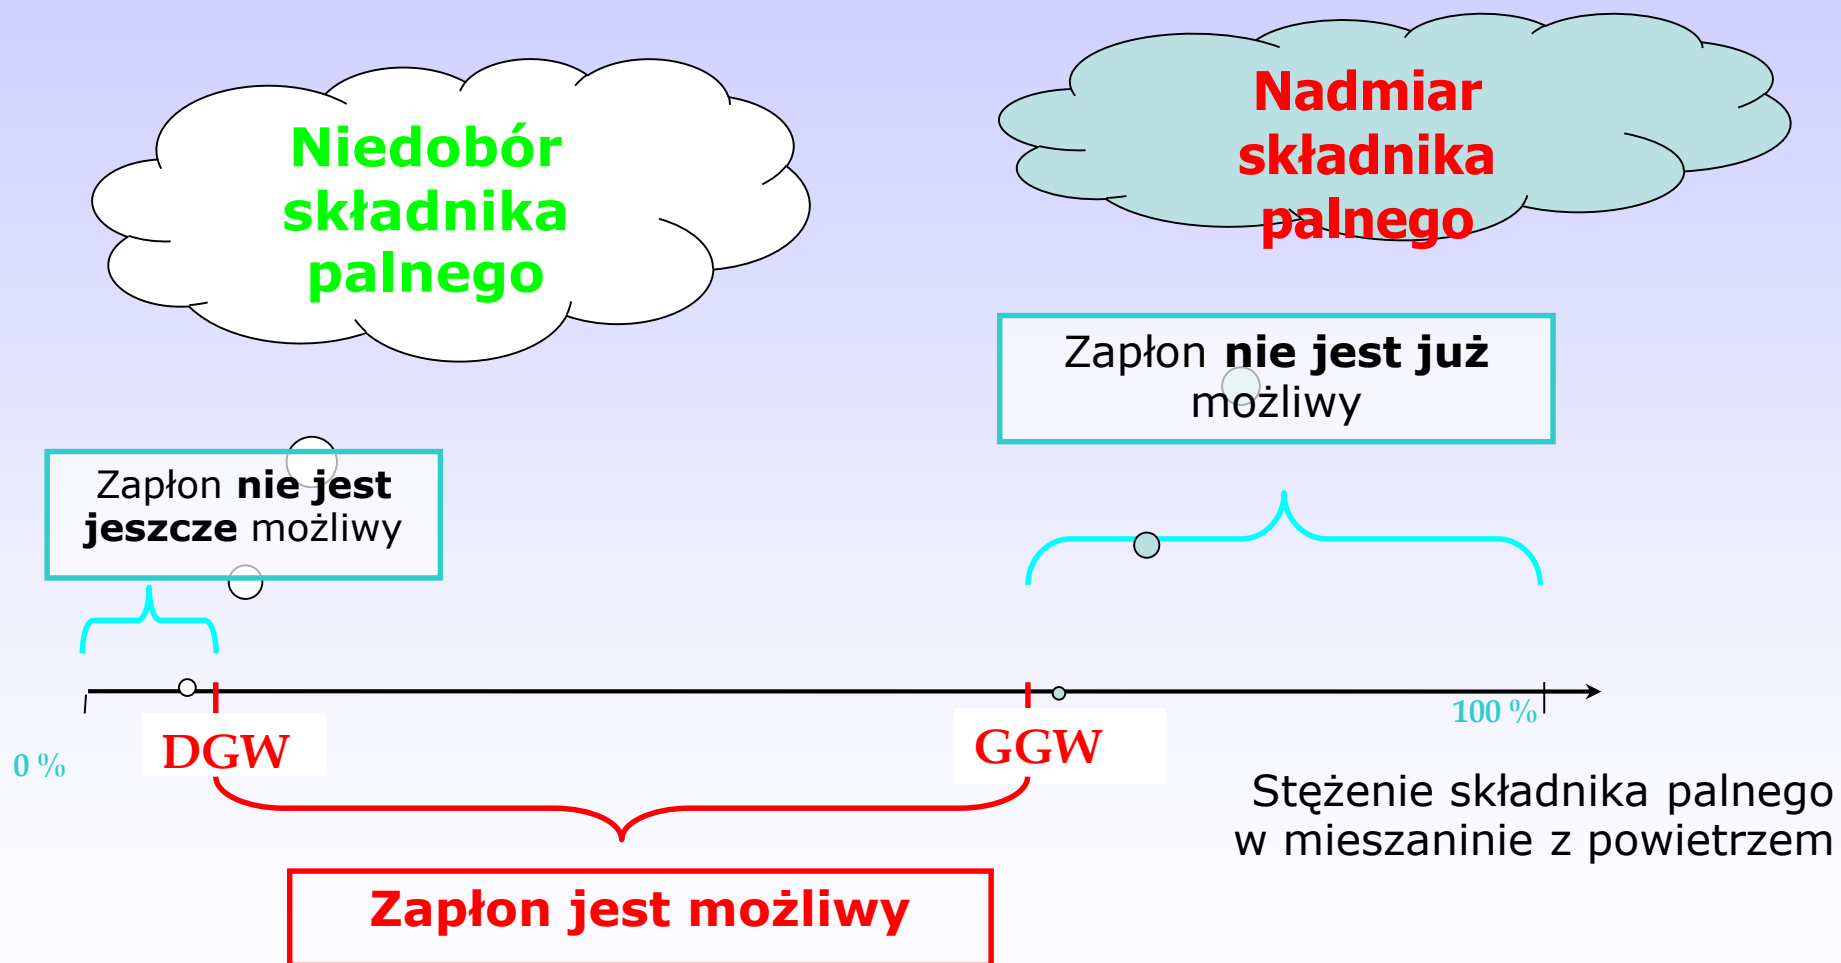 Niedobór
składnika
palnego
Nadmiar
składnika
palnego
Zapłon nie jest już
możliwy
Zapłon nie jest
jeszcze możliwy
0 %
DGW
GGW
100 %
Stężenie składnika palnego
w mieszaninie z powietrzem
Zapłon jest możliwy